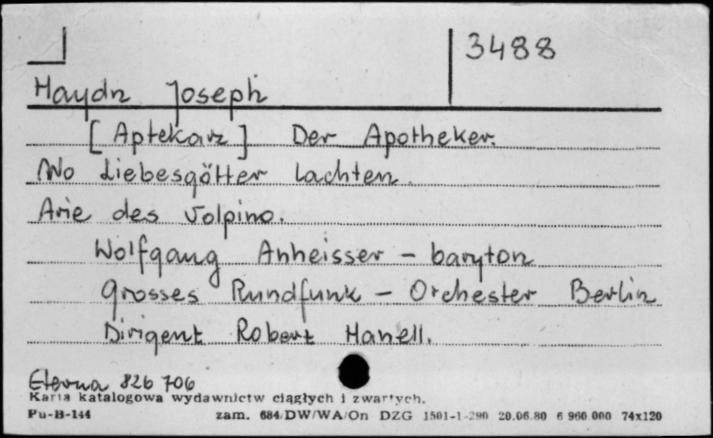 3488
Haydn Joseph
[Aptekarz] Der Apotheker.
Wo Liebesgötter lachten.
Arie des Volpino.
Wolfgang Anheisser - baryton
Grosses Rundfunk - Orchester Berlin
Dirigent Robert Hanell.
Eterna 826 706
Karta katalogowa wydawnictw ciągłych i zwartych.
Pu-B-144 zam. 684/DW/WA/On DZG 1501-1-290 20.06.80 6 960 000 74x120